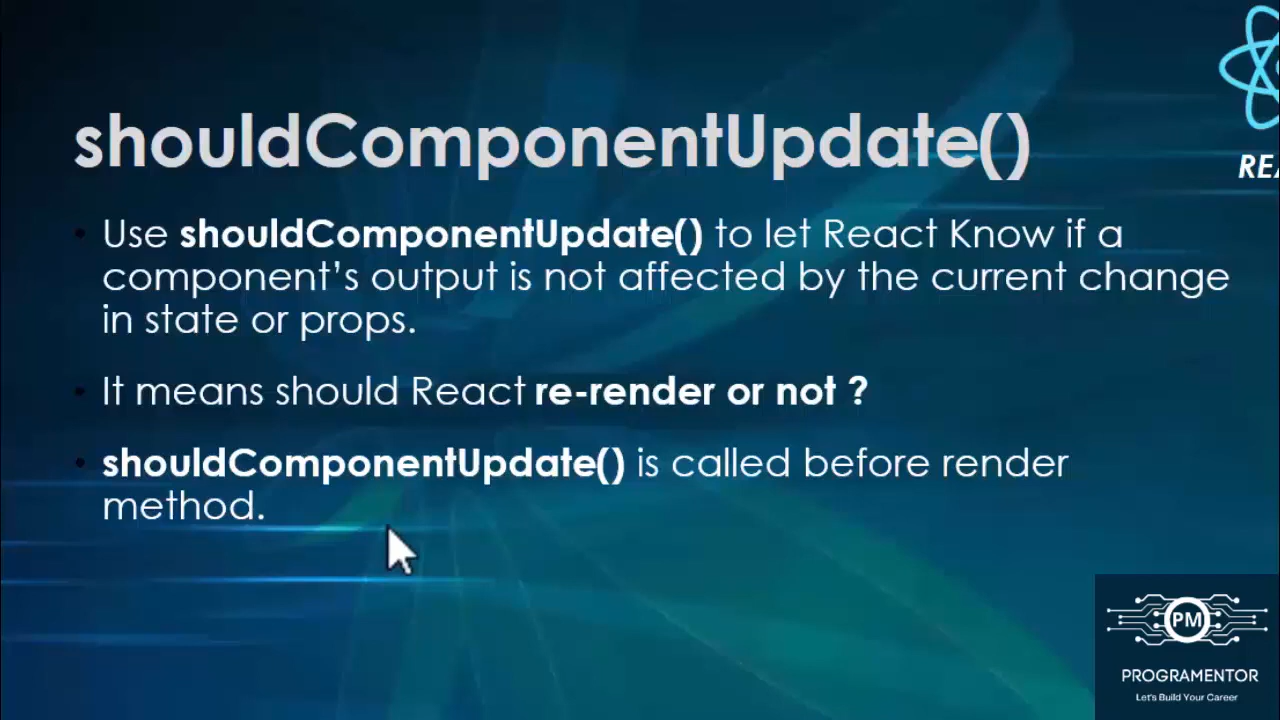 shouldComponentUpdate()
• Use shouldComponentUpdate() to let React Know if a
component’s output is not affected by the current change
in state or props.
• It means should React re-render or not ?
• shouldComponentUpdate() is called before render
method.
PM
PROGRAMENTOR
Let's Build Your Career